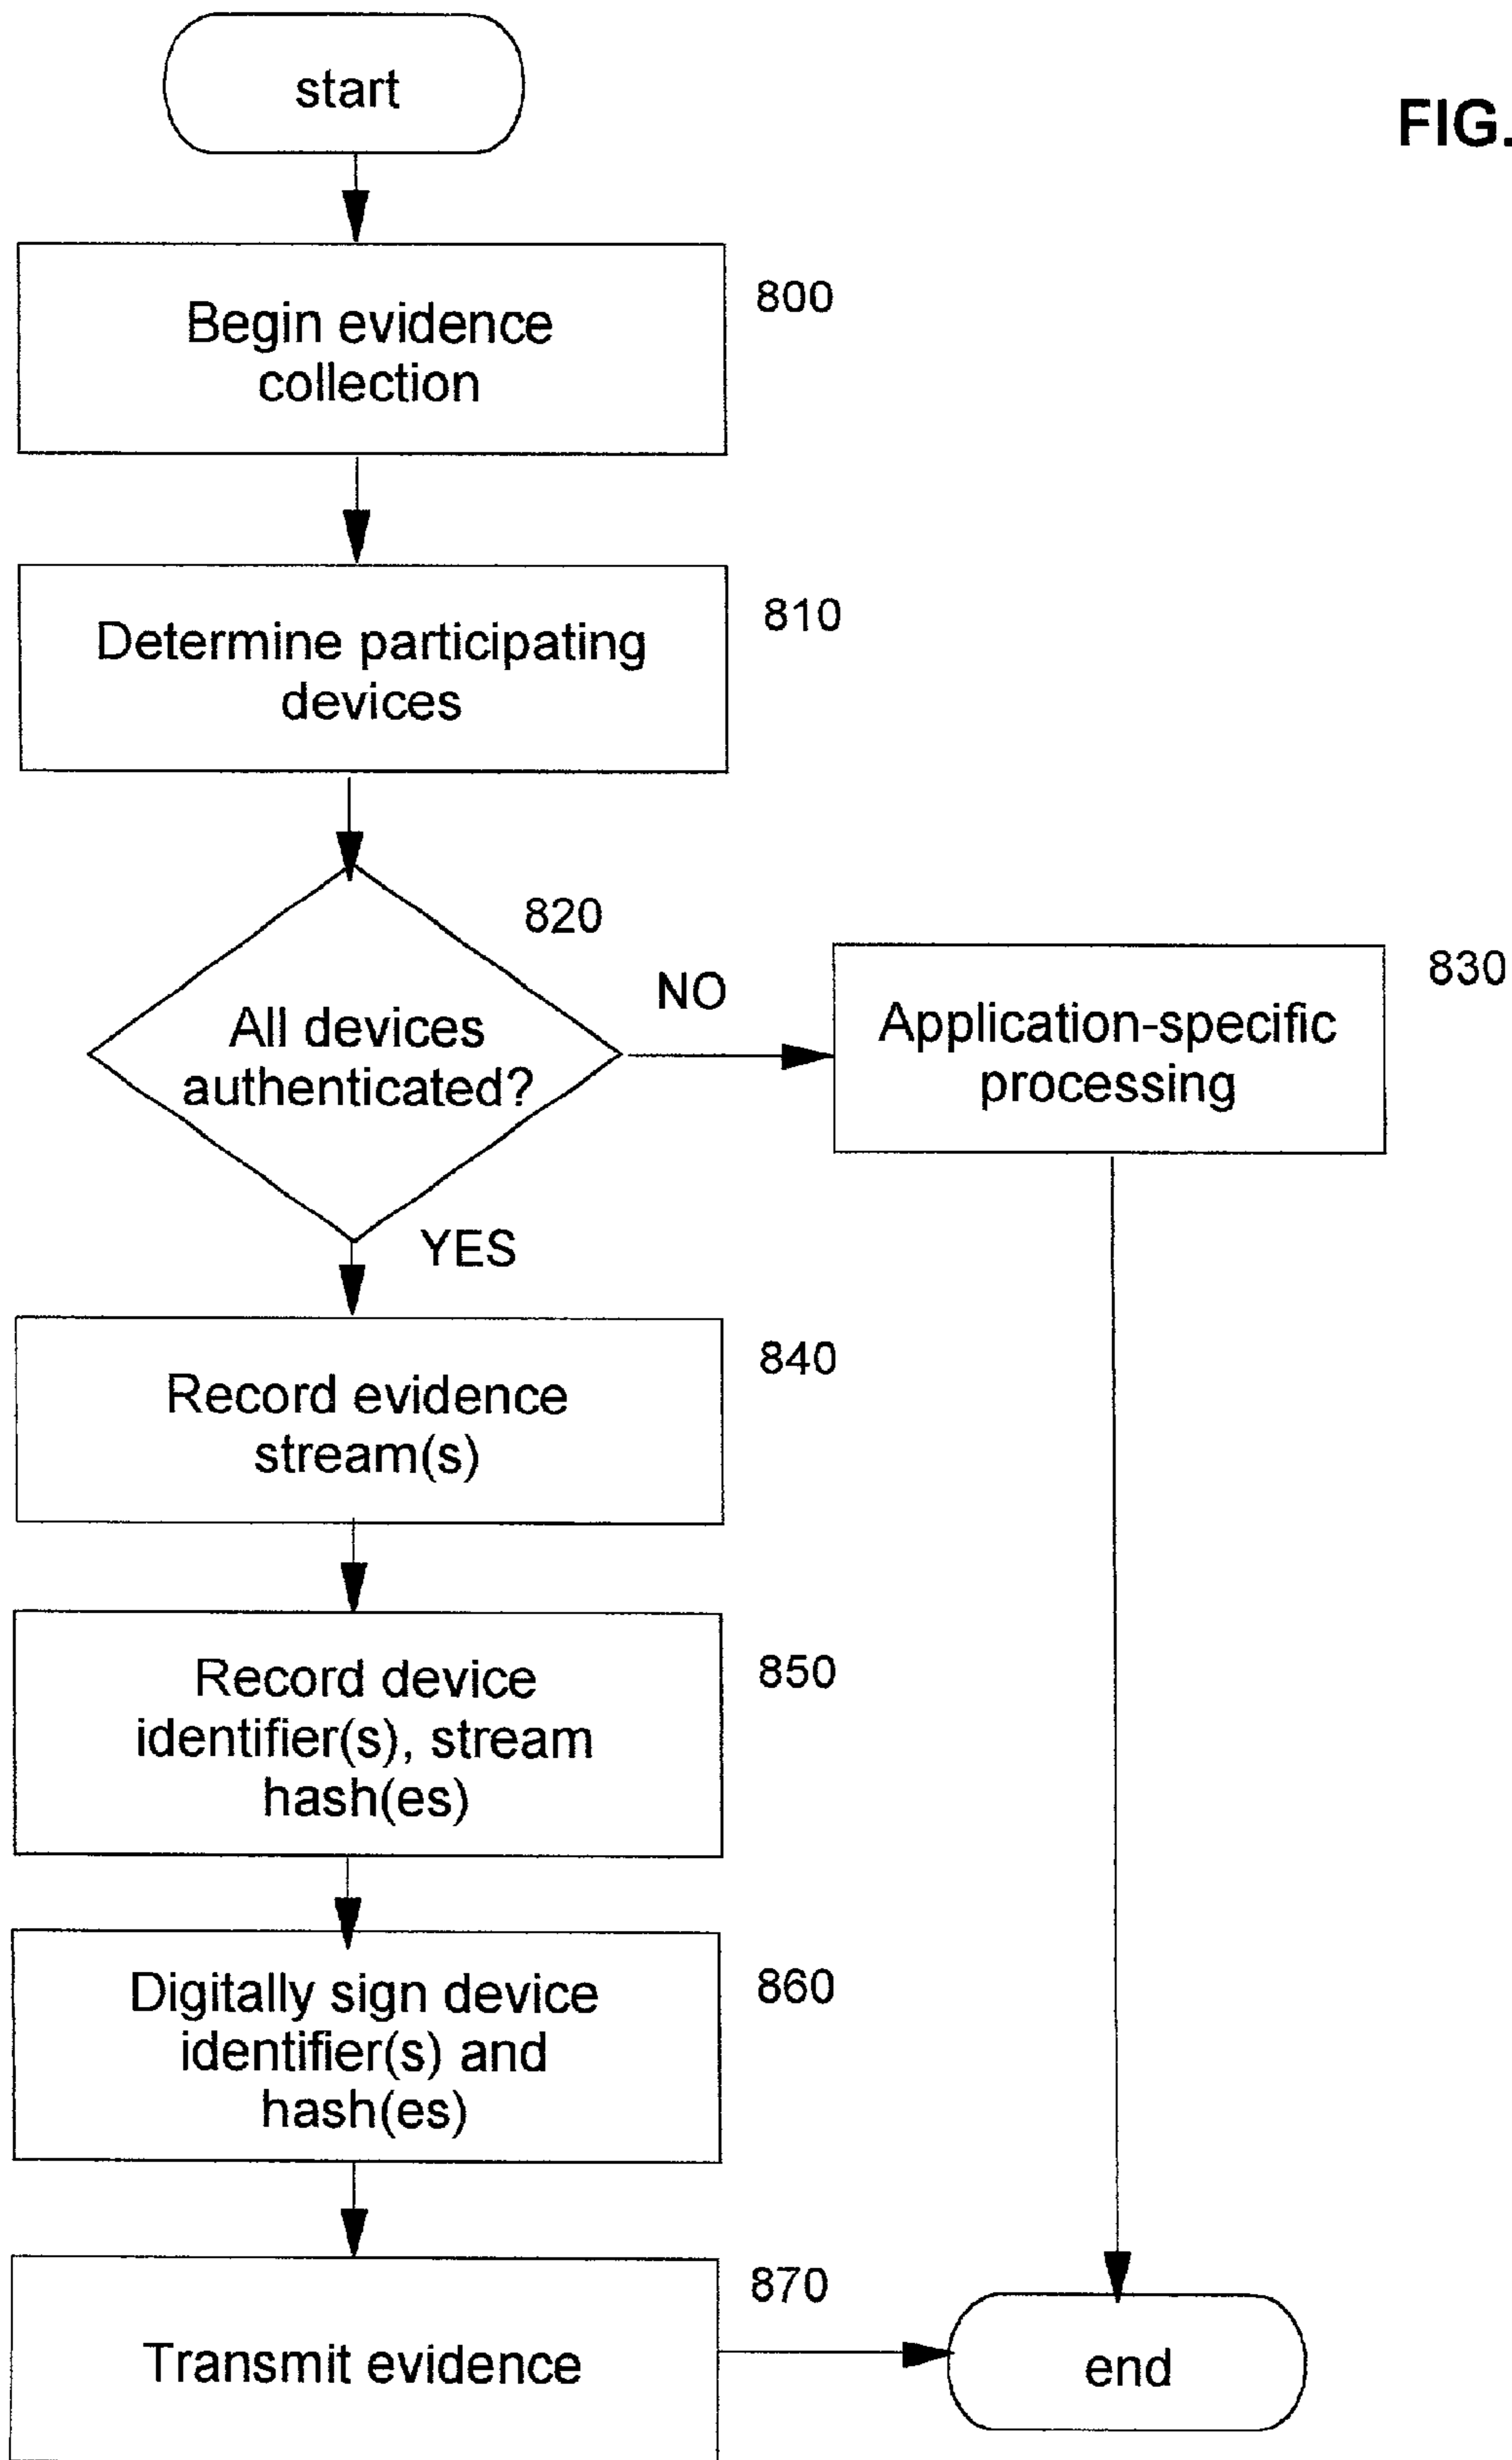 start
FIG.
Begin evidence
collection
800
Determine participating
devices
810
820
All devices
authenticated?
NO
830
Application-specific
processing
YES
840
Record evidence
stream(s)
850
Record device
identifier(s), stream
hash(es)
860
Digitally sign device
identifier(s) and
hash(es)
870
Transmit evidence
end